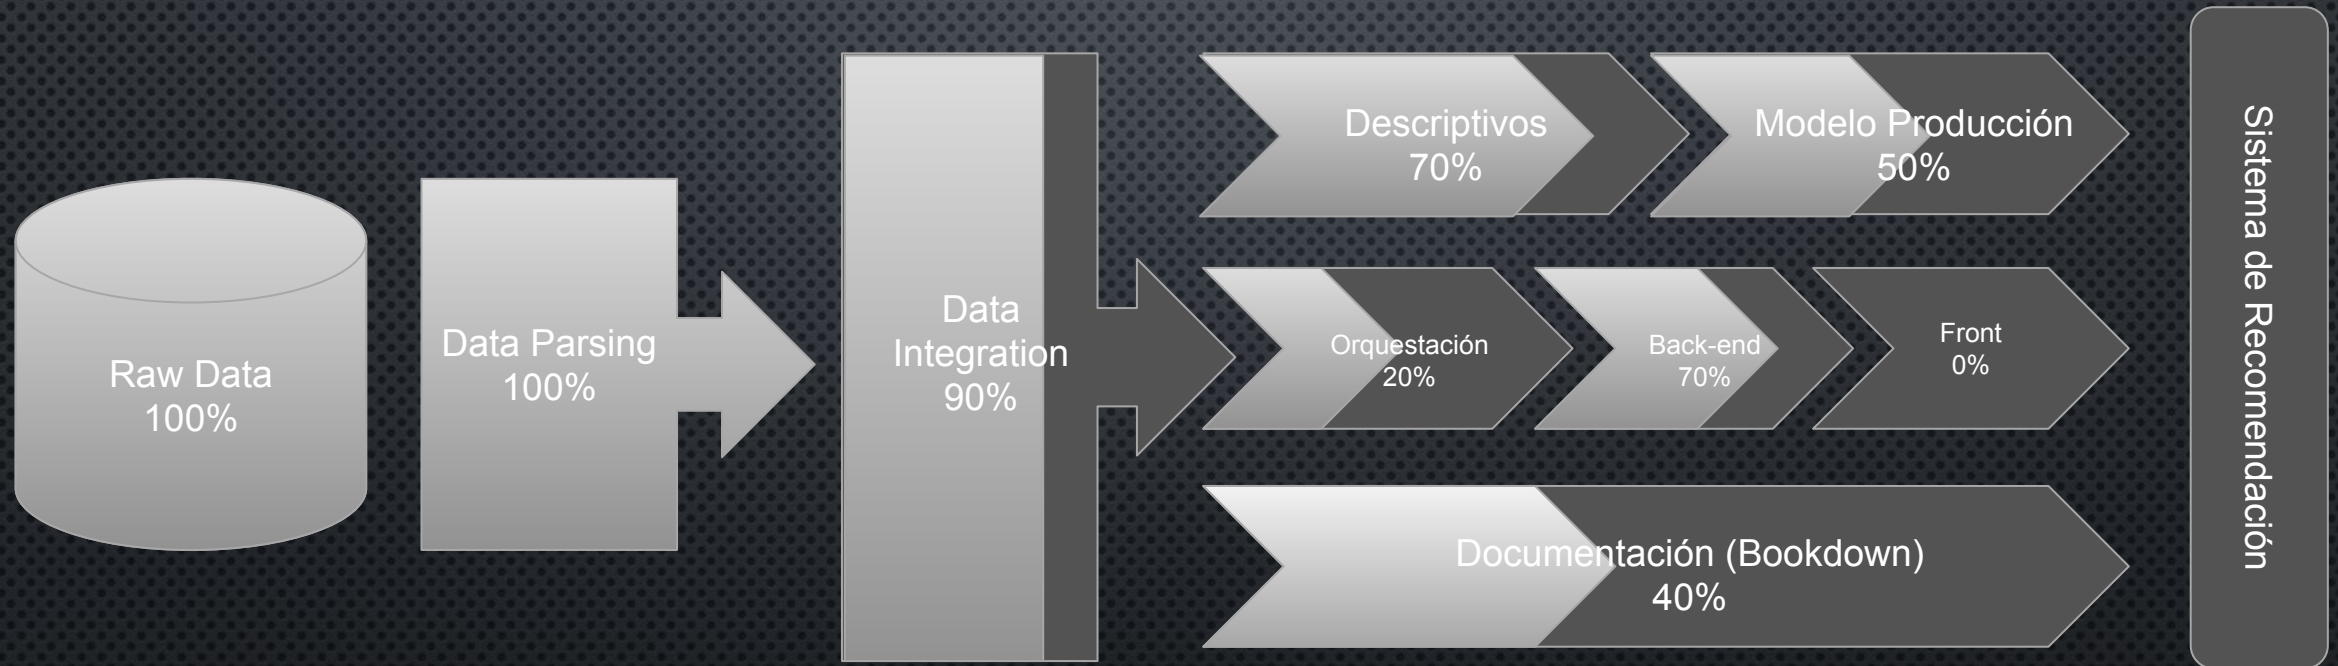 Raw Data
100%
Data Parsing
100%
Data
Integration
90%
Descriptivos
70%
Modelo Producción
50%
Orquestación
20%
Back-end
70%
Front
0%
Documentación (Bookdown)
40%
Sistema de Recomendación